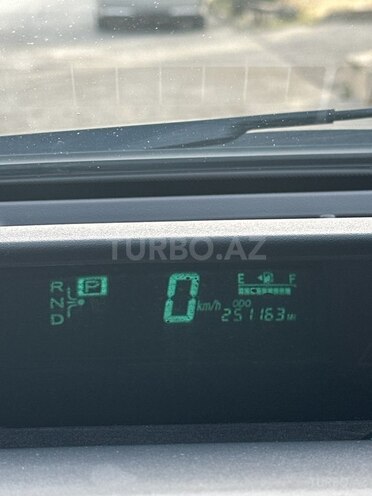 TURBO.AZ
E F
R P
N 0 km/h ODO
D 251163 MI